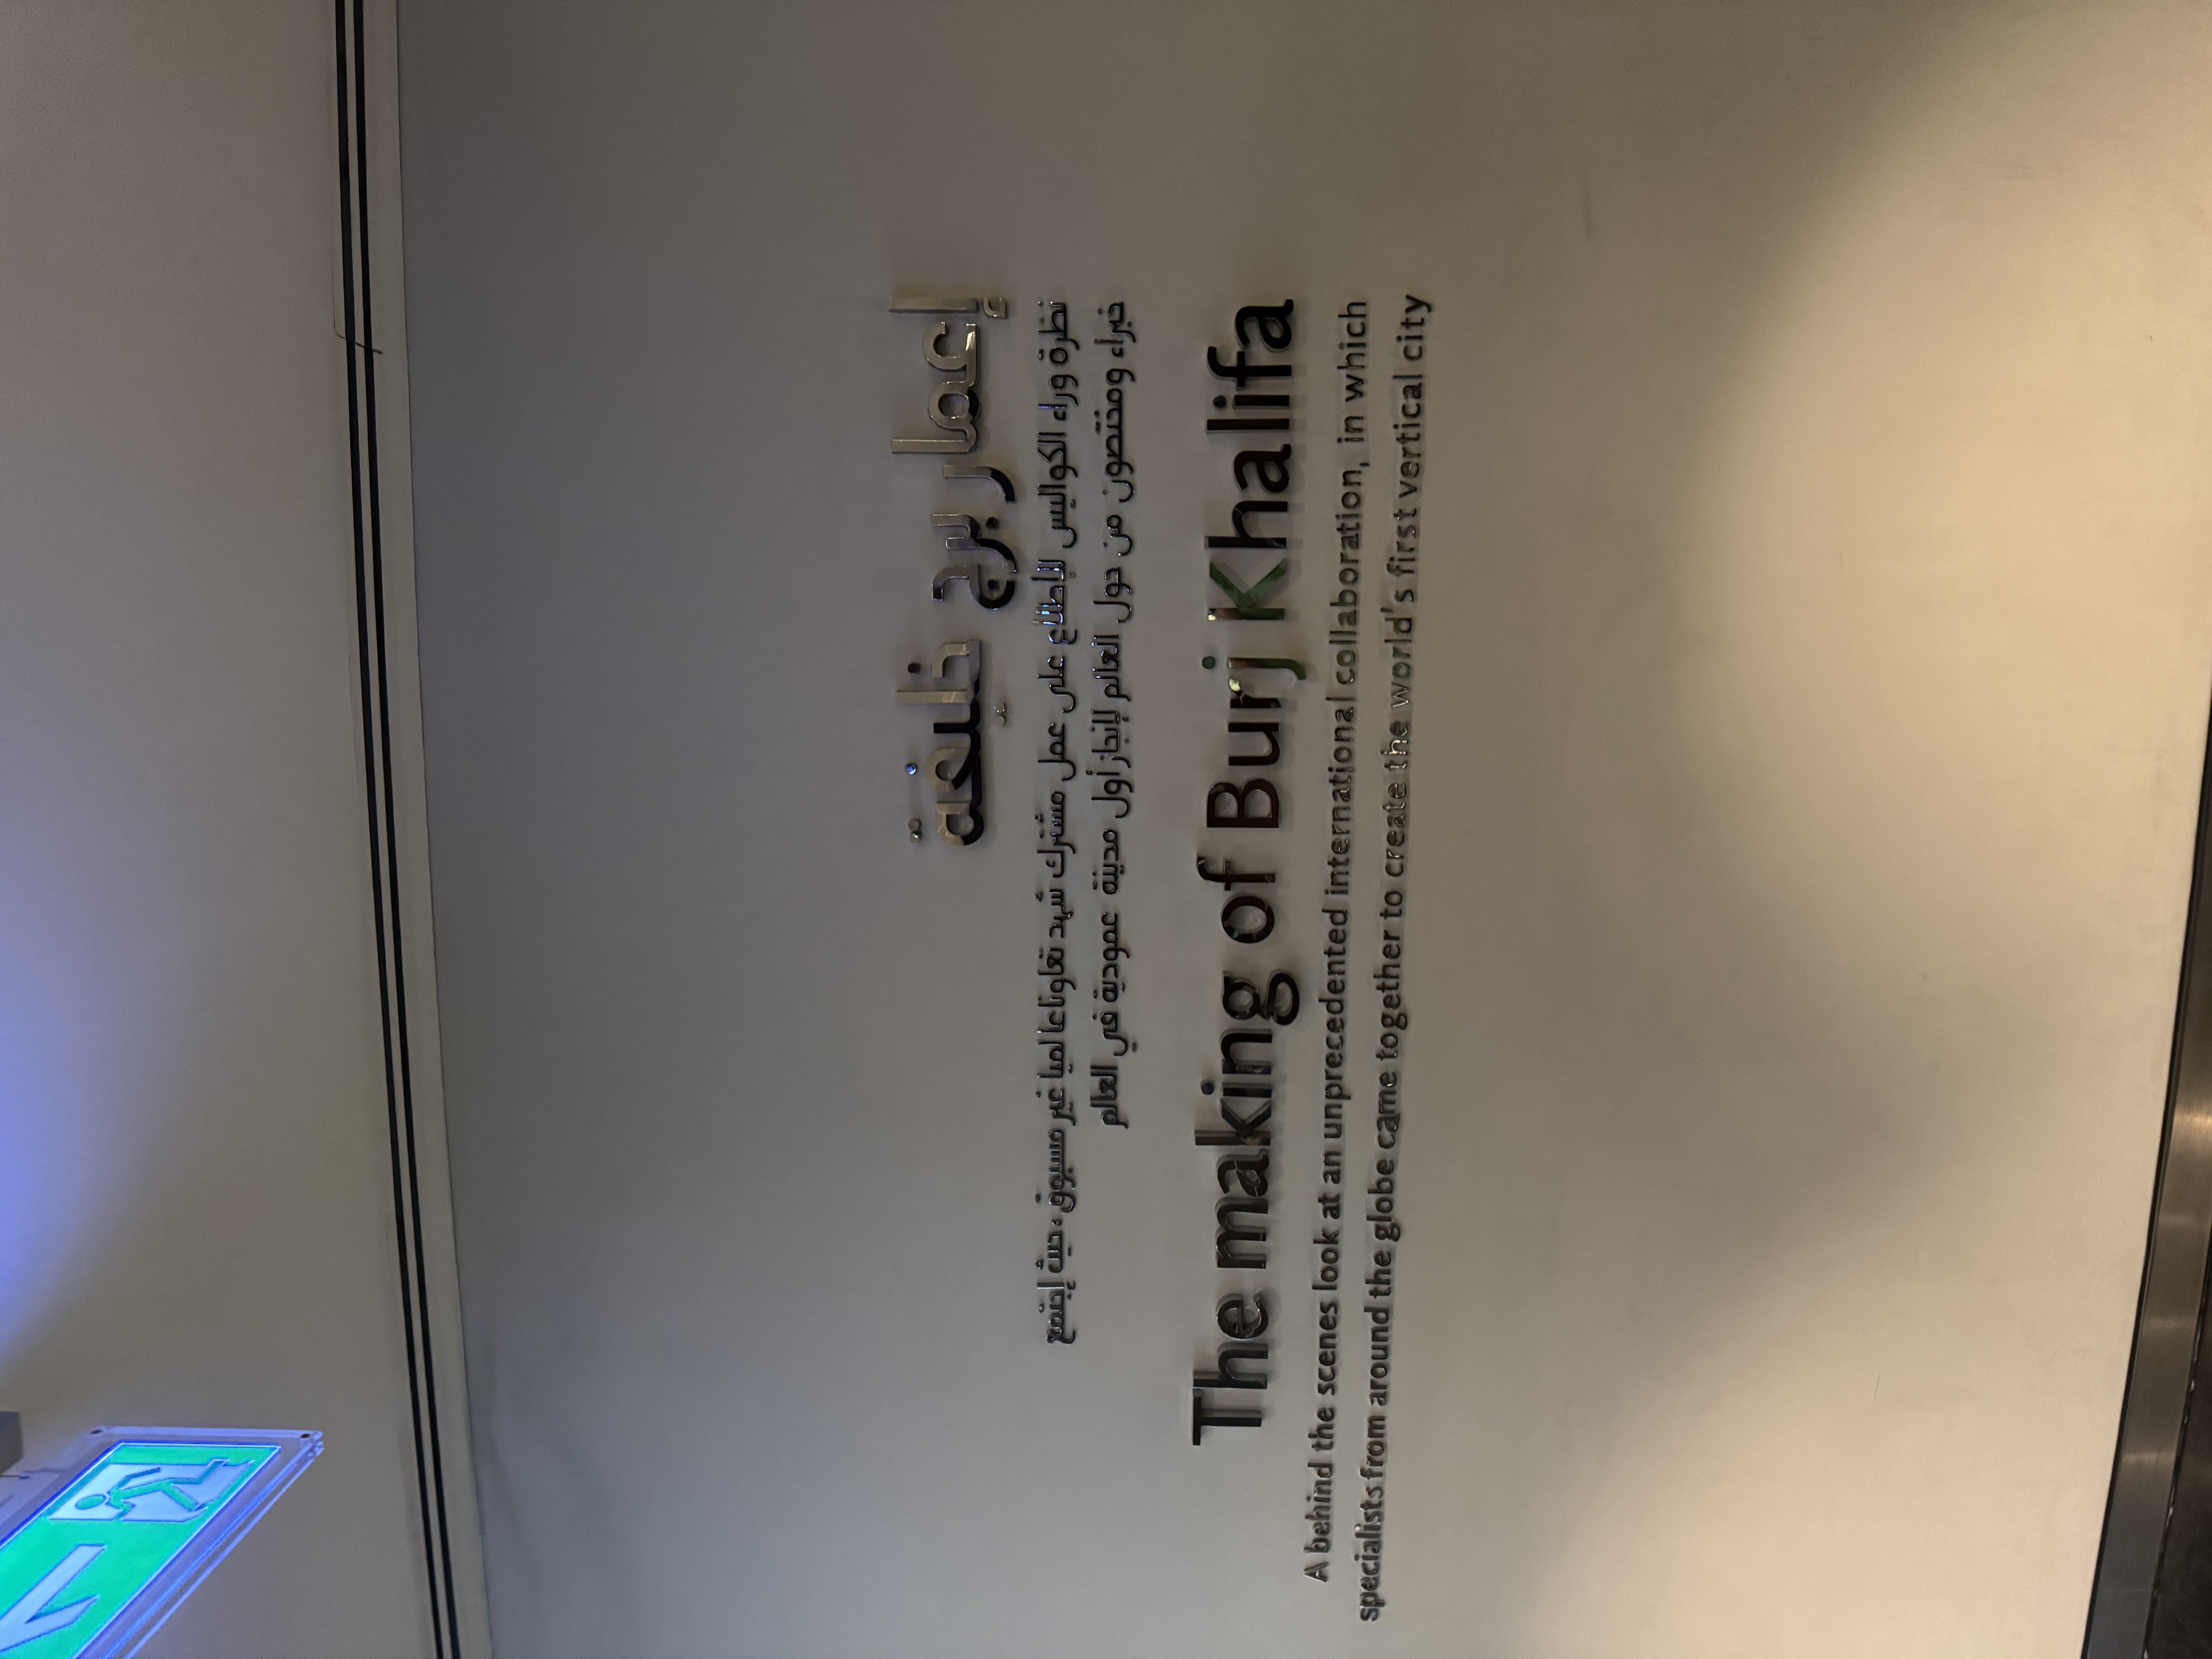 إعمار برج خليفة
نظرة وراء الكواليس للإطلاع على عمل مشترك شهد تعاوناعا لميا غير مسبوق، حيث إجتمع
خبراء ومختصون من حول العالم لإنجاز أول مدينة عمودية في العالم
The making of Burj Khalifa
A behind the scenes look at an unprecedented international collaboration, in which
specialists from around the globe came together to create the world's first vertical city